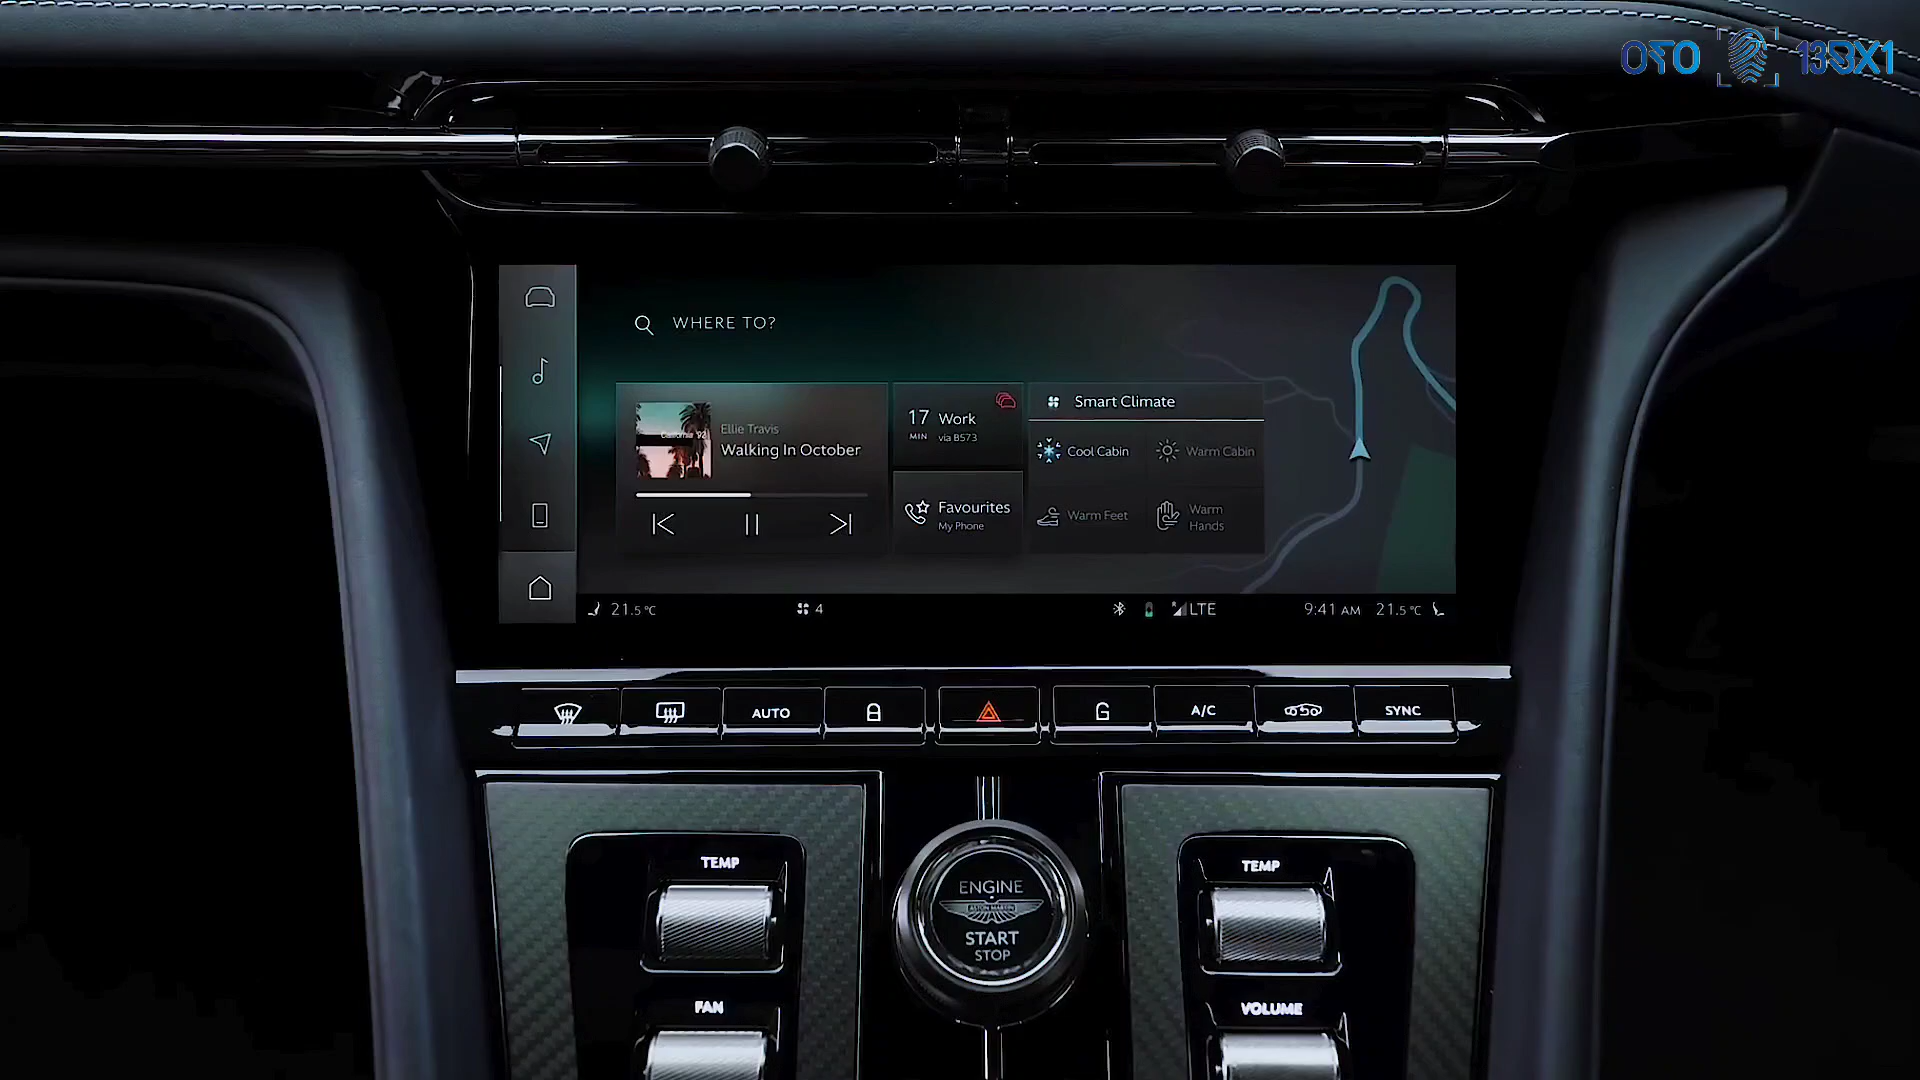 WHERE TO?
Ellie Travis
Walking In October
17 Work
MIN via B573
Favourites
My Phone
Smart Climate
Cool Cabin
Warm Cabin
Warm Feet
Warm
Hands
21.5 °C
4
LTE
9:41 AM
21.5 °C
AUTO
A/C
SYNC
TEMP
ENGINE
ASTON MARTIN
START
STOP
TEMP
FAN
VOLUME